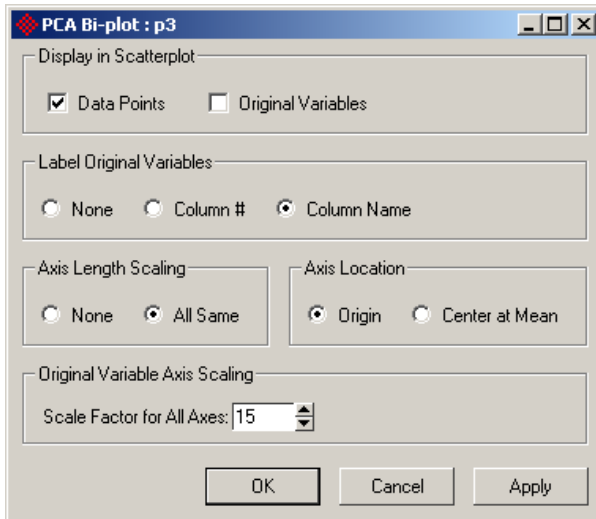 PCA Bi-plot : p3
Display in Scatterplot
Data Points Original Variables
Label Original Variables
None Column # Column Name
Axis Length Scaling Axis Location
None All Same Origin Center at Mean
Original Variable Axis Scaling
Scale Factor for All Axes: 15
OK Cancel Apply